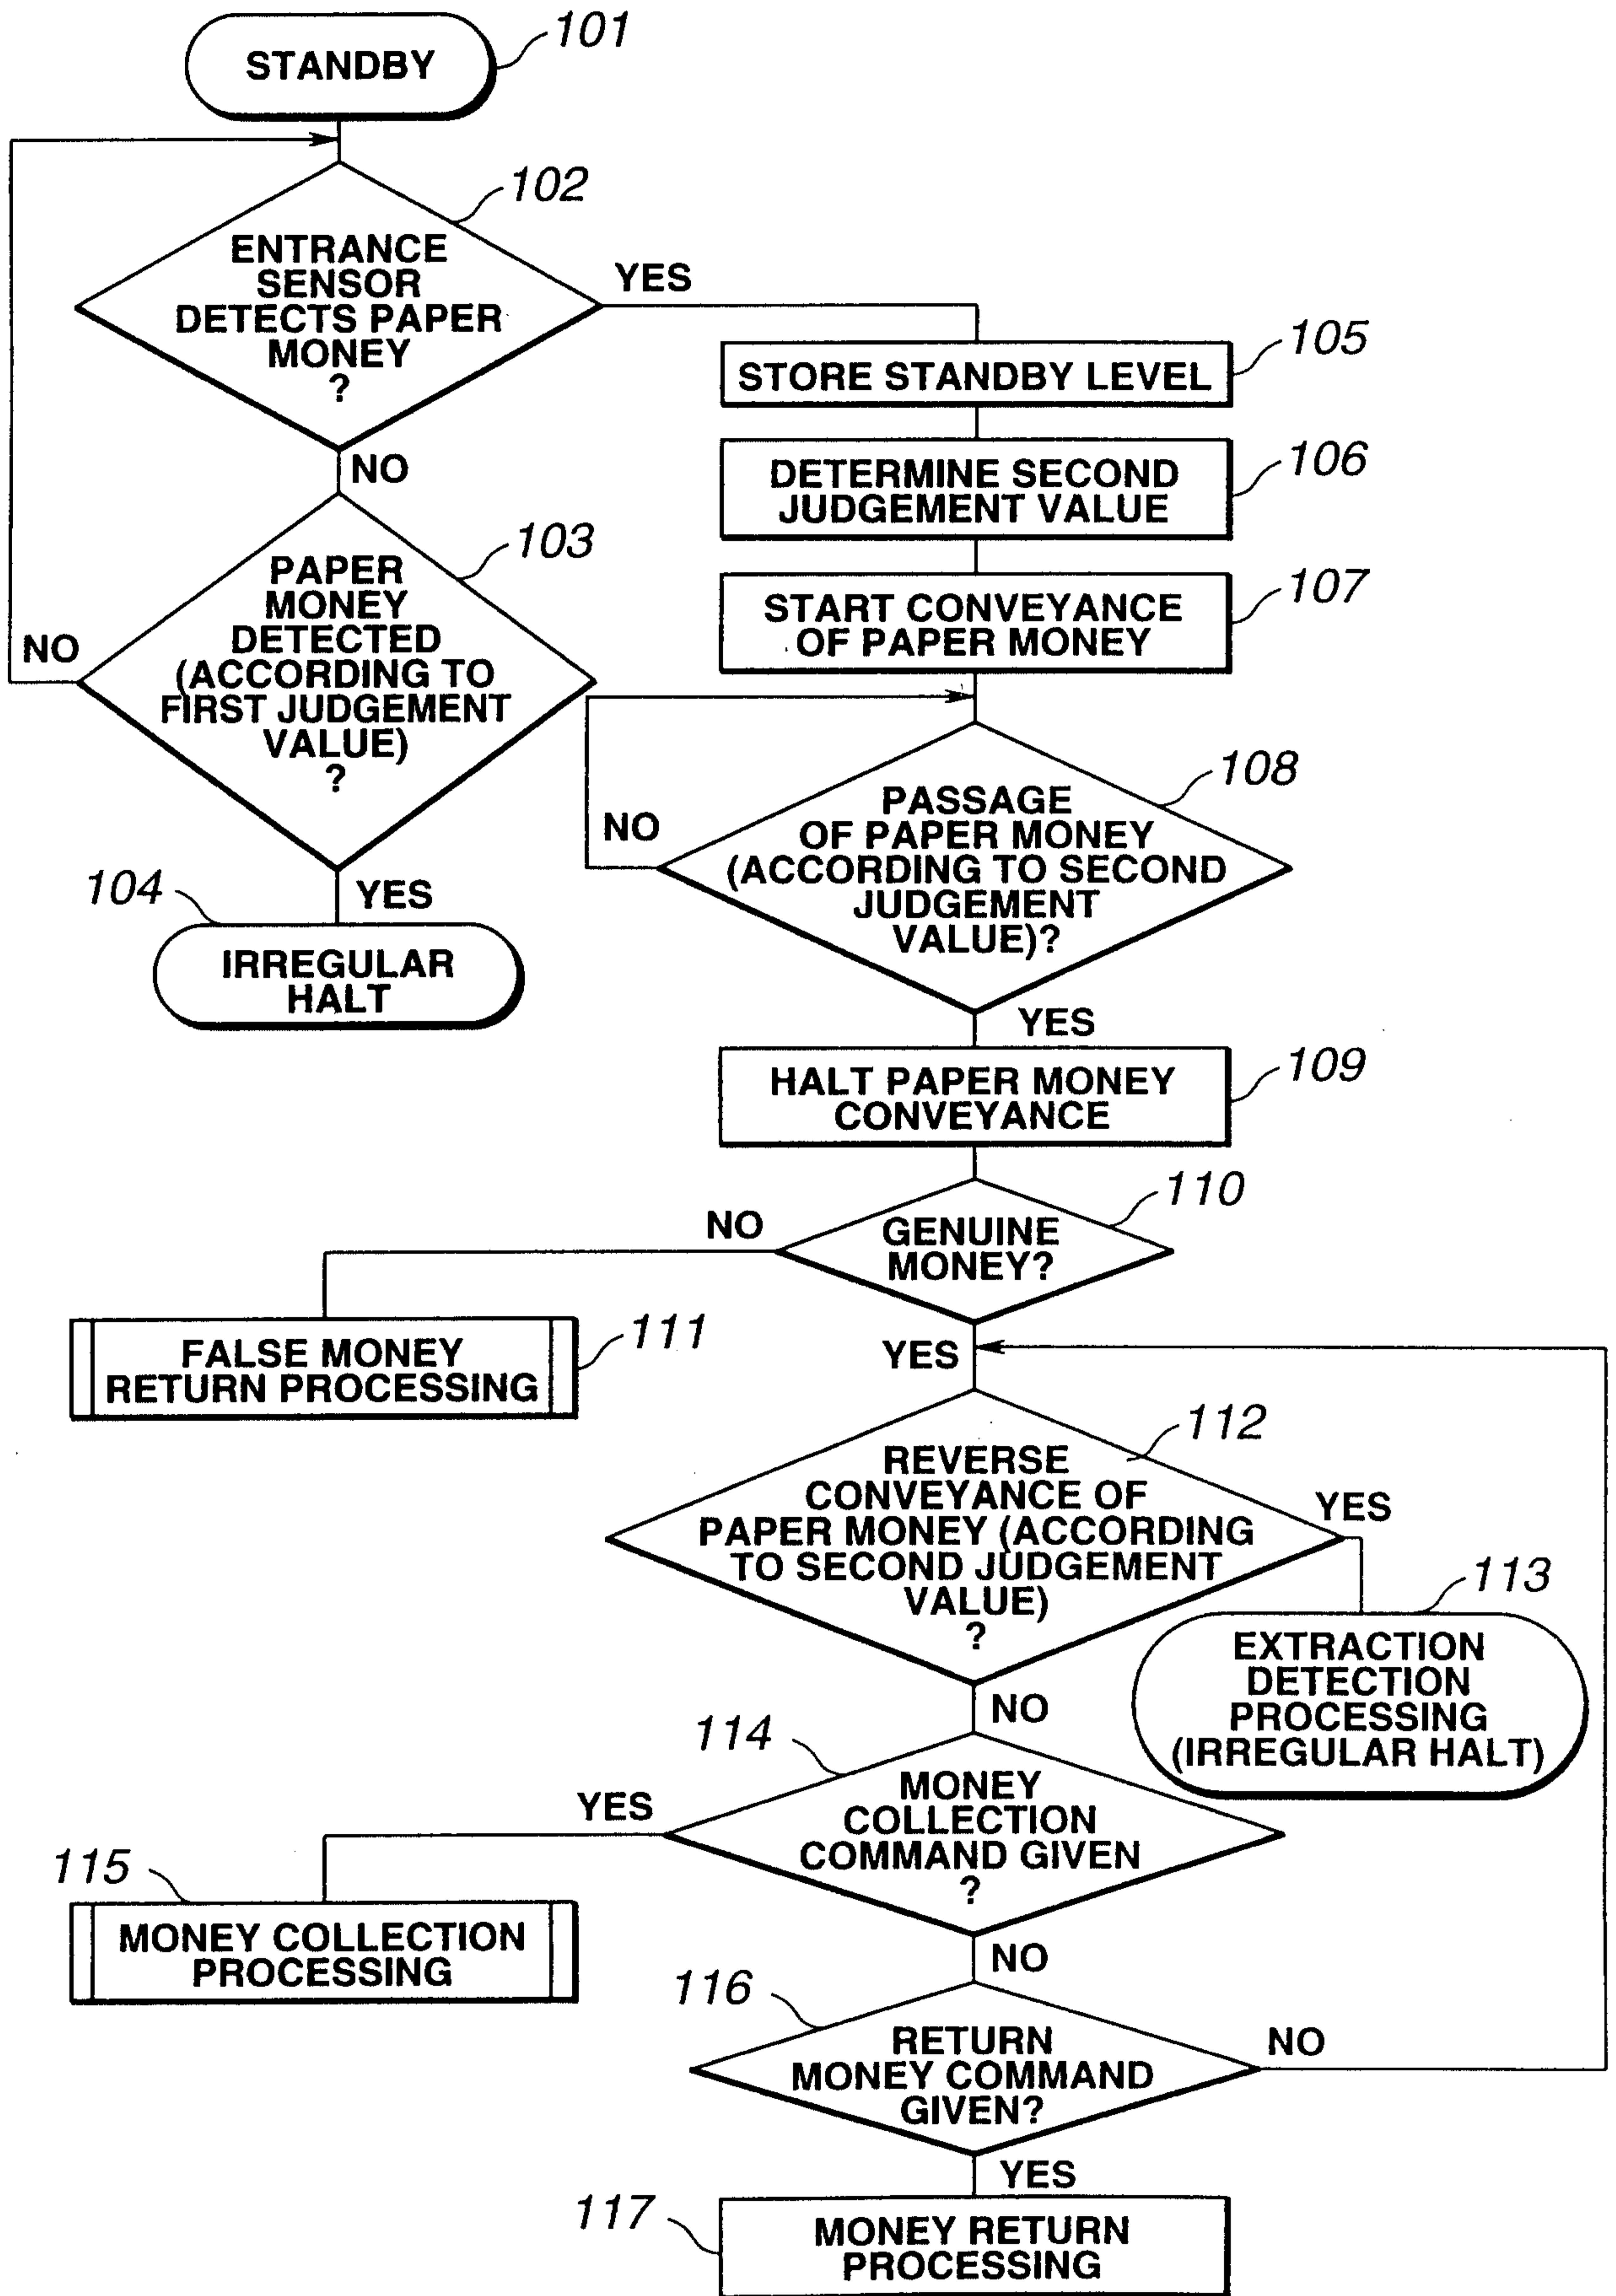 101
STANDBY
102
ENTRANCE
SENSOR
DETECTS PAPER
MONEY
?
YES
NO
103
PAPER
MONEY
DETECTED
(ACCORDING TO
FIRST JUDGEMENT
VALUE)
?
NO
YES
104
IRREGULAR
HALT
105
STORE STANDBY LEVEL
106
DETERMINE SECOND
JUDGEMENT VALUE
107
START CONVEYANCE
OF PAPER MONEY
108
PASSAGE
OF PAPER MONEY
(ACCORDING TO SECOND
JUDGEMENT
VALUE)?
NO
YES
109
HALT PAPER MONEY
CONVEYANCE
110
GENUINE
MONEY?
NO
111
FALSE MONEY
RETURN PROCESSING
YES
112
REVERSE
CONVEYANCE OF
PAPER MONEY (ACCORDING
TO SECOND JUDGEMENT
VALUE)
?
YES
113
EXTRACTION
DETECTION
PROCESSING
(IRREGULAR HALT)
NO
114
MONEY
COLLECTION
COMMAND GIVEN
?
YES
115
MONEY COLLECTION
PROCESSING
NO
116
RETURN
MONEY COMMAND
GIVEN?
NO
YES
117
MONEY RETURN
PROCESSING